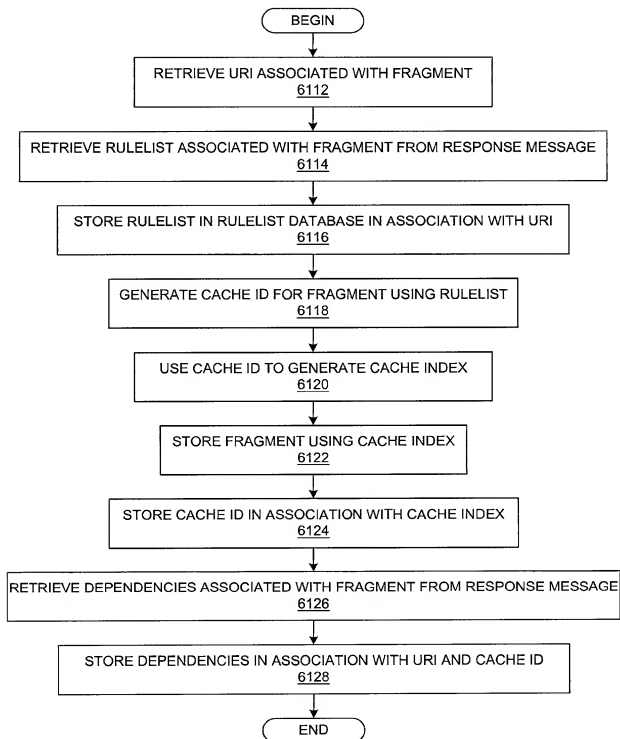 BEGIN
RETRIEVE URI ASSOCIATED WITH FRAGMENT
6112
RETRIEVE RULELIST ASSOCIATED WITH FRAGMENT FROM RESPONSE MESSAGE
6114
STORE RULELIST IN RULELIST DATABASE IN ASSOCIATION WITH URI
6116
GENERATE CACHE ID FOR FRAGMENT USING RULELIST
6118
USE CACHE ID TO GENERATE CACHE INDEX
6120
STORE FRAGMENT USING CACHE INDEX
6122
STORE CACHE ID IN ASSOCIATION WITH CACHE INDEX
6124
RETRIEVE DEPENDENCIES ASSOCIATED WITH FRAGMENT FROM RESPONSE MESSAGE
6126
STORE DEPENDENCIES IN ASSOCIATION WITH URI AND CACHE ID
6128
END